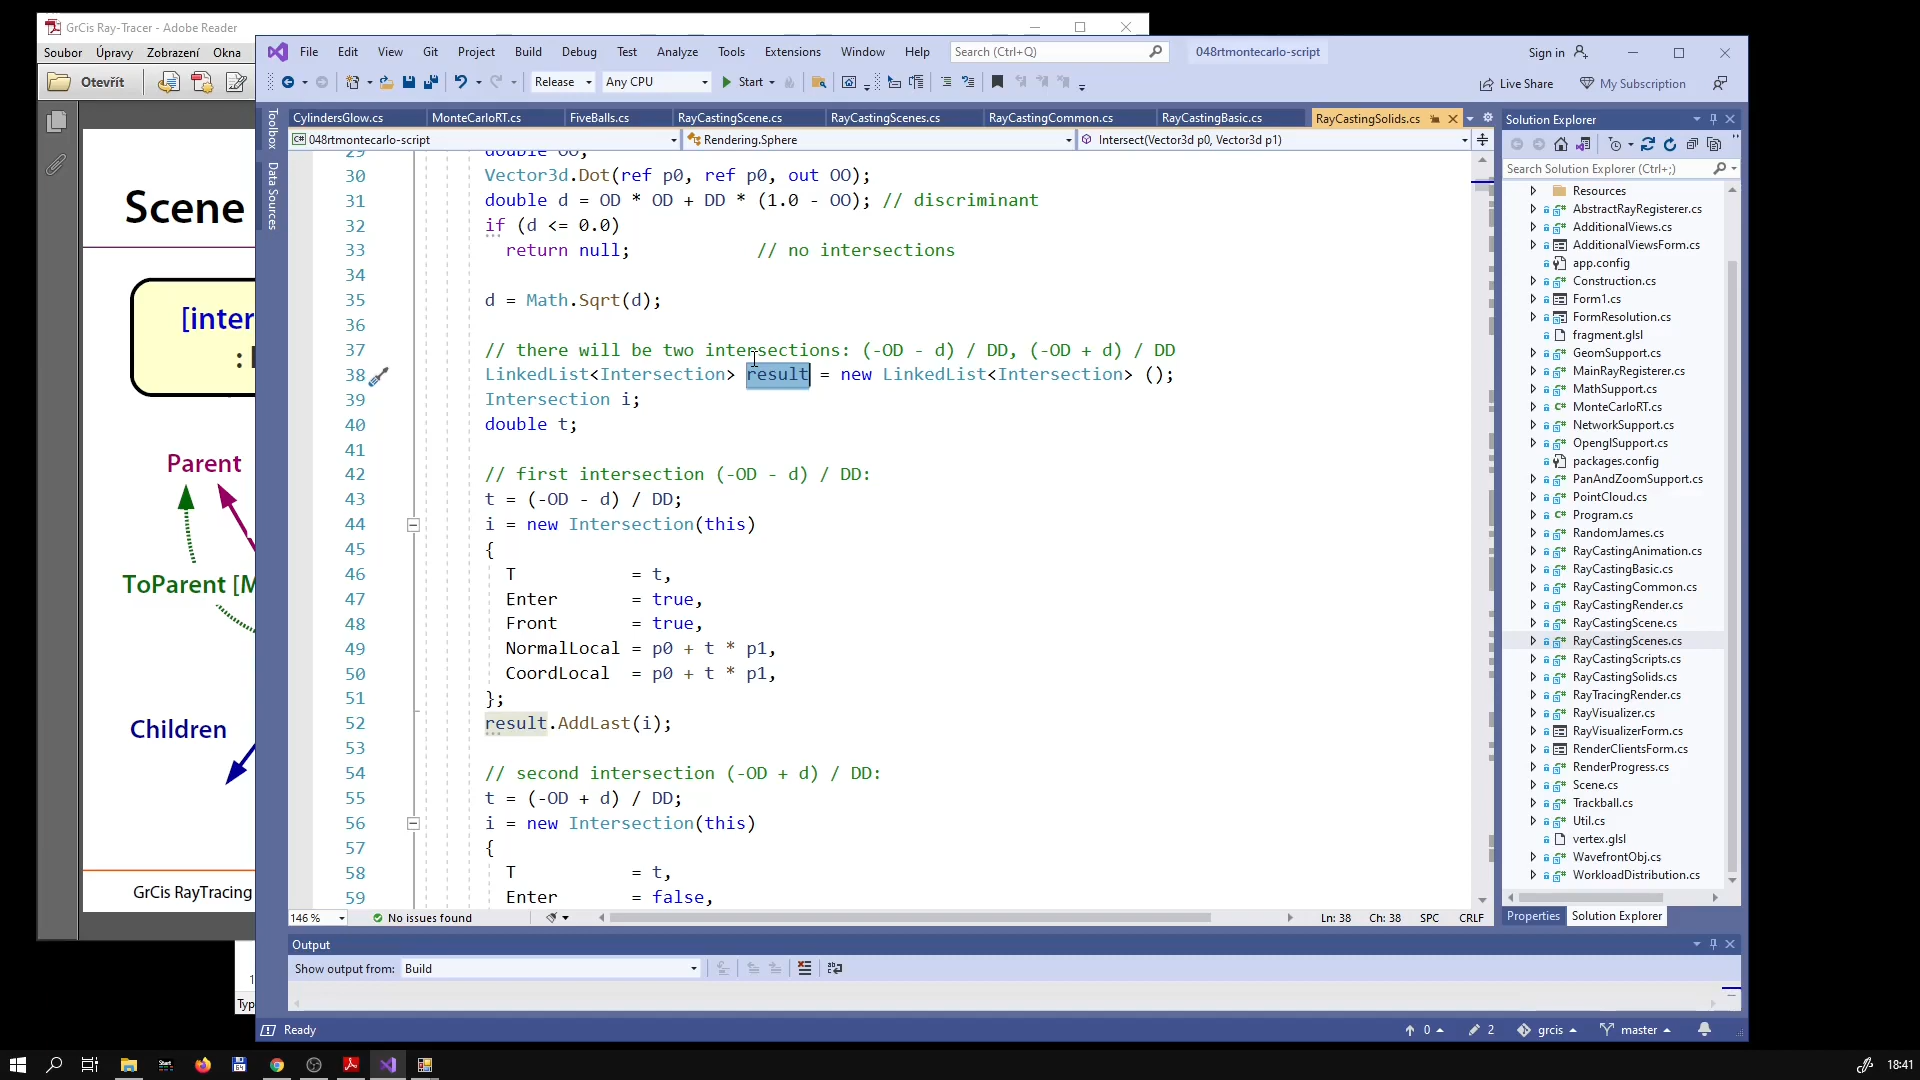 GrCis Ray-Tracer - Adobe Reader
Soubor Úpravy Zobrazení Okna
Otevřít
Scene
[inter
Parent
ToParent [M
Children
GrCis RayTracing
File Edit View Git Project Build Debug Test Analyze Tools Extensions Window Help
Search (Ctrl+Q)
048rtmontecarlo-script
Sign in
Release Any CPU Start
Live Share
My Subscription
Toolbox
Data Sources
CylindersGlow.cs MonteCarloRT.cs FiveBalls.cs RayCastingScene.cs RayCastingScenes.cs RayCastingCommon.cs RayCastingBasic.cs RayCastingSolids.cs
048rtmontecarlo-script Rendering.Sphere Intersect(Vector3d p0, Vector3d p1)
29 double OO;
30 Vector3d.Dot(ref p0, ref p0, out OO);
31 double d = OD * OD + DD * (1.0 - OO); // discriminant
32 if (d <= 0.0)
33 return null; // no intersections
34
35 d = Math.Sqrt(d);
36
37 // there will be two intersections: (-OD - d) / DD, (-OD + d) / DD
38 LinkedList<Intersection> result = new LinkedList<Intersection> ();
39 Intersection i;
40 double t;
41
42 // first intersection (-OD - d) / DD:
43 t = (-OD - d) / DD;
44 i = new Intersection(this)
45 {
46 T = t,
47 Enter = true,
48 Front = true,
49 NormalLocal = p0 + t * p1,
50 CoordLocal = p0 + t * p1,
51 };
52 result.AddLast(i);
53
54 // second intersection (-OD + d) / DD:
55 t = (-OD + d) / DD;
56 i = new Intersection(this)
57 {
58 T = t,
59 Enter = false,
146 % No issues found Ln: 38 Ch: 38 SPC CRLF
Solution Explorer
Search Solution Explorer (Ctrl+;)
Resources
AbstractRayRegisterer.cs
AdditionalViews.cs
AdditionalViewsForm.cs
app.config
Construction.cs
Form1.cs
FormResolution.cs
fragment.glsl
GeomSupport.cs
MainRayRegisterer.cs
MathSupport.cs
MonteCarloRT.cs
NetworkSupport.cs
OpenglSupport.cs
packages.config
PanAndZoomSupport.cs
PointCloud.cs
Program.cs
RandomJames.cs
RayCastingAnimation.cs
RayCastingBasic.cs
RayCastingCommon.cs
RayCastingRender.cs
RayCastingScene.cs
RayCastingScenes.cs
RayCastingScripts.cs
RayCastingSolids.cs
RayTracingRender.cs
RayVisualizer.cs
RayVisualizerForm.cs
RenderClientsForm.cs
RenderProgress.cs
Scene.cs
Trackball.cs
Util.cs
vertex.glsl
WavefrontObj.cs
WorkloadDistribution.cs
Properties Solution Explorer
Output
Show output from: Build
Typ
Ready
0 2 grcis master
18:41